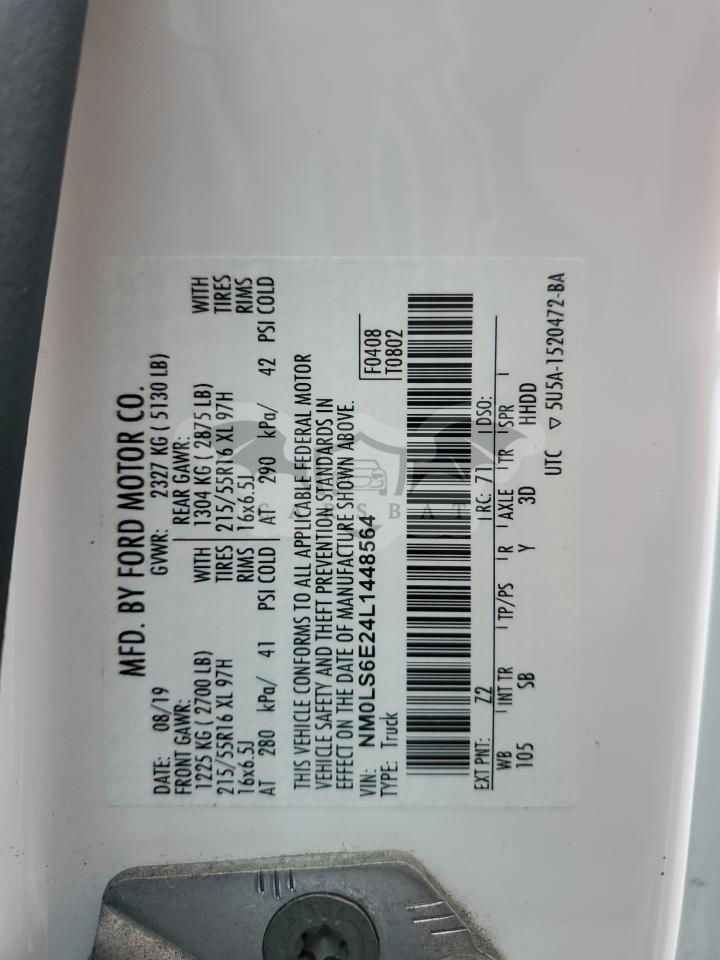 MFD. BY FORD MOTOR CO.
DATE: 08/19 GVWR: 2327 KG ( 5130 LB)
FRONT GAWR: REAR GAWR:
1225 KG ( 2700 LB) WITH 1304 KG ( 2875 LB) WITH
215/55R16 XL 97H TIRES 215/55R16 XL 97H TIRES
16x6.5J RIMS 16x6.5J RIMS
AT 280 kPa/ 41 PSI COLD AT 290 kPa/ 42 PSI COLD
THIS VEHICLE CONFORMS TO ALL APPLICABLE FEDERAL MOTOR
VEHICLE SAFETY AND THEFT PREVENTION STANDARDS IN
EFFECT ON THE DATE OF MANUFACTURE SHOWN ABOVE.
VIN: NM0LS6E24L1448564 F0408
TYPE: Truck T0802
EXT PNT: Z2 RC: 71 DSO:
WB INT TR TP/PS R AXLE TR SPR
105 SB Y 3D HHDD
UTC ▽ 5U5A-1520472-BA
CARSBAT